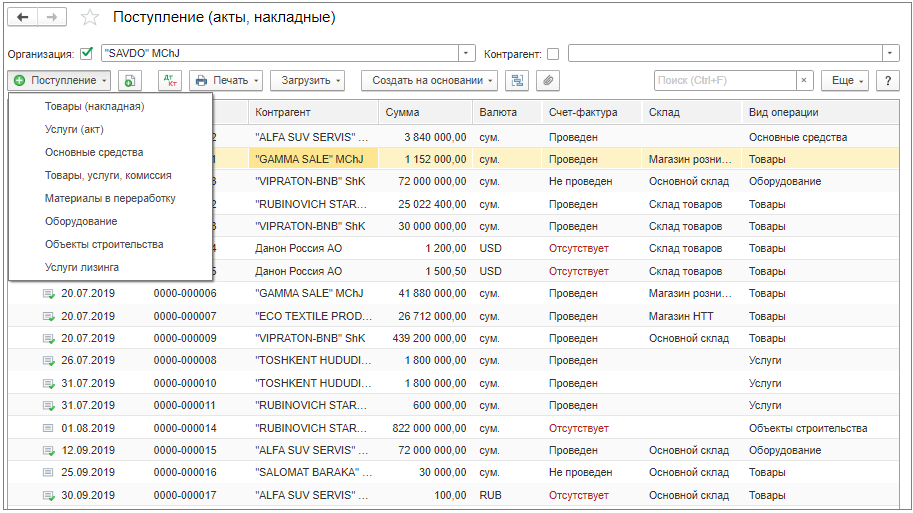 Поступление (акты, накладные)
Организация: "SAVDO" MChJ Контрагент:
Поступление Дт Кт Печать Загрузить Создать на основании Поиск (Ctrl+F) × Еще ?
Товары (накладная)
Услуги (акт)
Основные средства
Товары, услуги, комиссия
Материалы в переработку
Оборудование
Объекты строительства
Услуги лизинга
Контрагент Сумма Валюта Счет-фактура Склад Вид операции
2 "ALFA SUV SERVIS" ... 3 840 000,00 сум. Проведен Основные средства
1 "GAMMA SALE" MChJ 1 152 000,00 сум. Проведен Магазин розни... Товары
3 "VIPRATON-BNB" ShK 72 000 000,00 сум. Не проведен Основной склад Оборудование
2 "RUBINOVICH STAR... 25 022 400,00 сум. Проведен Склад товаров Товары
3 "VIPRATON-BNB" ShK 30 000 000,00 сум. Проведен Склад товаров Товары
4 Данон Россия АО 1 200,00 USD Отсутствует Склад товаров Товары
5 Данон Россия АО 1 500,50 USD Отсутствует Склад товаров Товары
20.07.2019 0000-000006 "GAMMA SALE" MChJ 41 880 000,00 сум. Проведен Магазин розни... Товары
20.07.2019 0000-000007 "ECO TEXTILE PROD... 26 712 000,00 сум. Проведен Магазин НТТ Товары
20.07.2019 0000-000009 "VIPRATON-BNB" ShK 439 200 000,00 сум. Проведен Основной склад Товары
26.07.2019 0000-000008 "TOSHKENT HUDUDI... 1 800 000,00 сум. Проведен Услуги
31.07.2019 0000-000010 "TOSHKENT HUDUDI... 1 800 000,00 сум. Проведен Услуги
31.07.2019 0000-000011 "RUBINOVICH STAR... 600 000,00 сум. Проведен Услуги
01.08.2019 0000-000014 "RUBINOVICH STAR... 822 000 000,00 сум. Отсутствует Объекты строительства
12.09.2019 0000-000015 "ALFA SUV SERVIS" ... 72 000 000,00 сум. Проведен Основной склад Оборудование
25.09.2019 0000-000016 "SALOMAT BARAKA" ... 30 000,00 сум. Не проведен Основной склад Товары
30.09.2019 0000-000017 "ALFA SUV SERVIS" ... 100,00 RUB Отсутствует Основной склад Товары